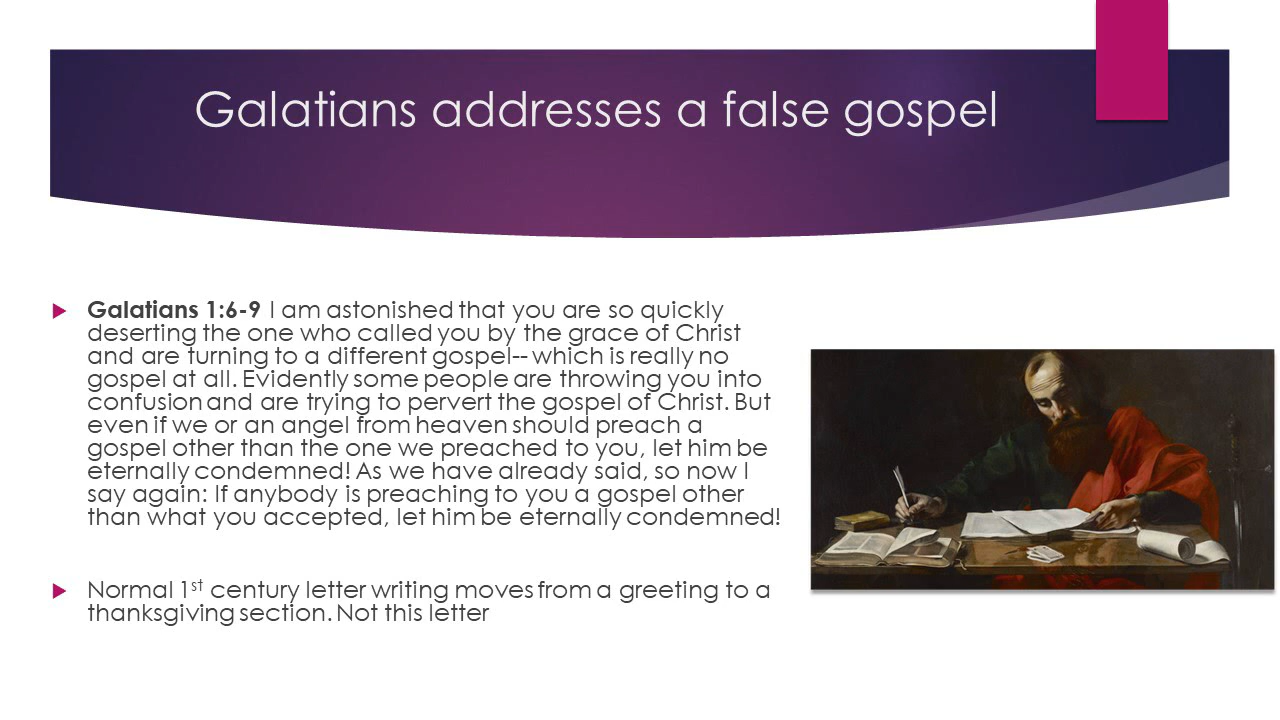 Galatians addresses a false gospel
Galatians 1:6-9 I am astonished that you are so quickly
deserting the one who called you by the grace of Christ
and are turning to a different gospel-- which is really no
gospel at all. Evidently some people are throwing you into
confusion and are trying to pervert the gospel of Christ. But
even if we or an angel from heaven should preach a
gospel other than the one we preached to you, let him be
eternally condemned! As we have already said, so now I
say again: If anybody is preaching to you a gospel other
than what you accepted, let him be eternally condemned!
Normal 1st century letter writing moves from a greeting to a
thanksgiving section. Not this letter